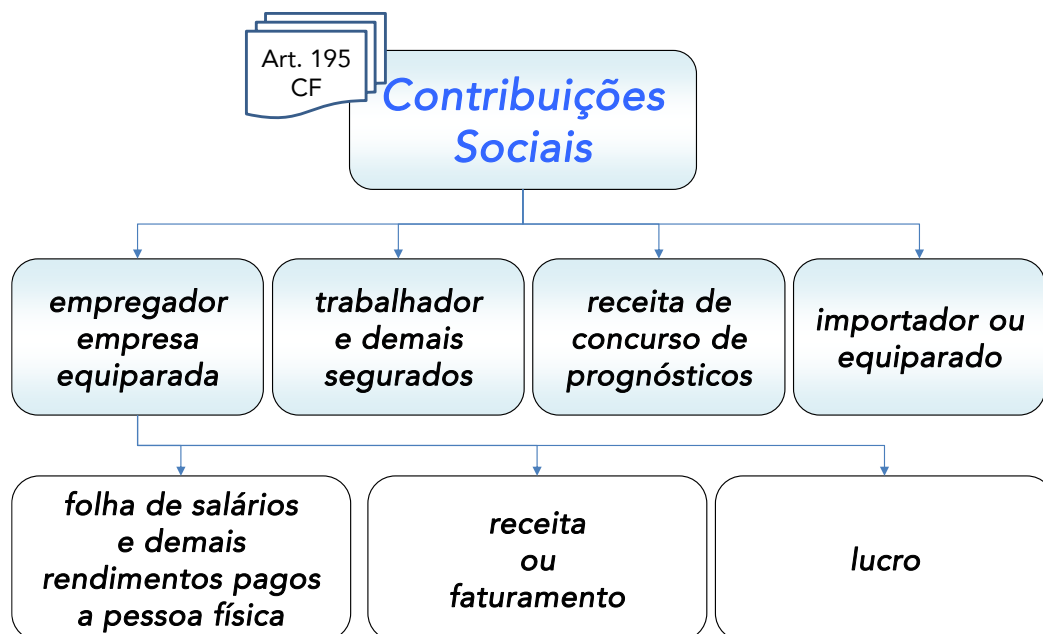 Art. 195
CF
Contribuições
Sociais
empregador
empresa
equiparada
trabalhador
e demais
segurados
receita de
concurso de
prognósticos
importador ou
equiparado
folha de salários
e demais
rendimentos pagos
a pessoa física
receita
ou
faturamento
lucro